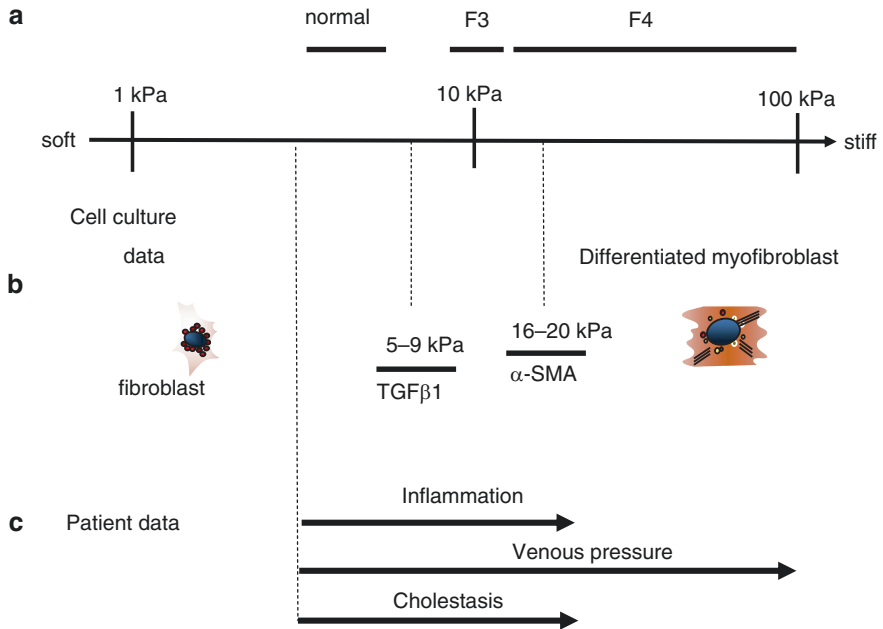 a
normal F3 F4
1 kPa 10 kPa 100 kPa
soft stiff
Cell culture
data
Differentiated myofibroblast
b
16–20 kPa
5–9 kPa
α-SMA
TGFβ1
fibroblast
Inflammation
c Patient data
Venous pressure
Cholestasis